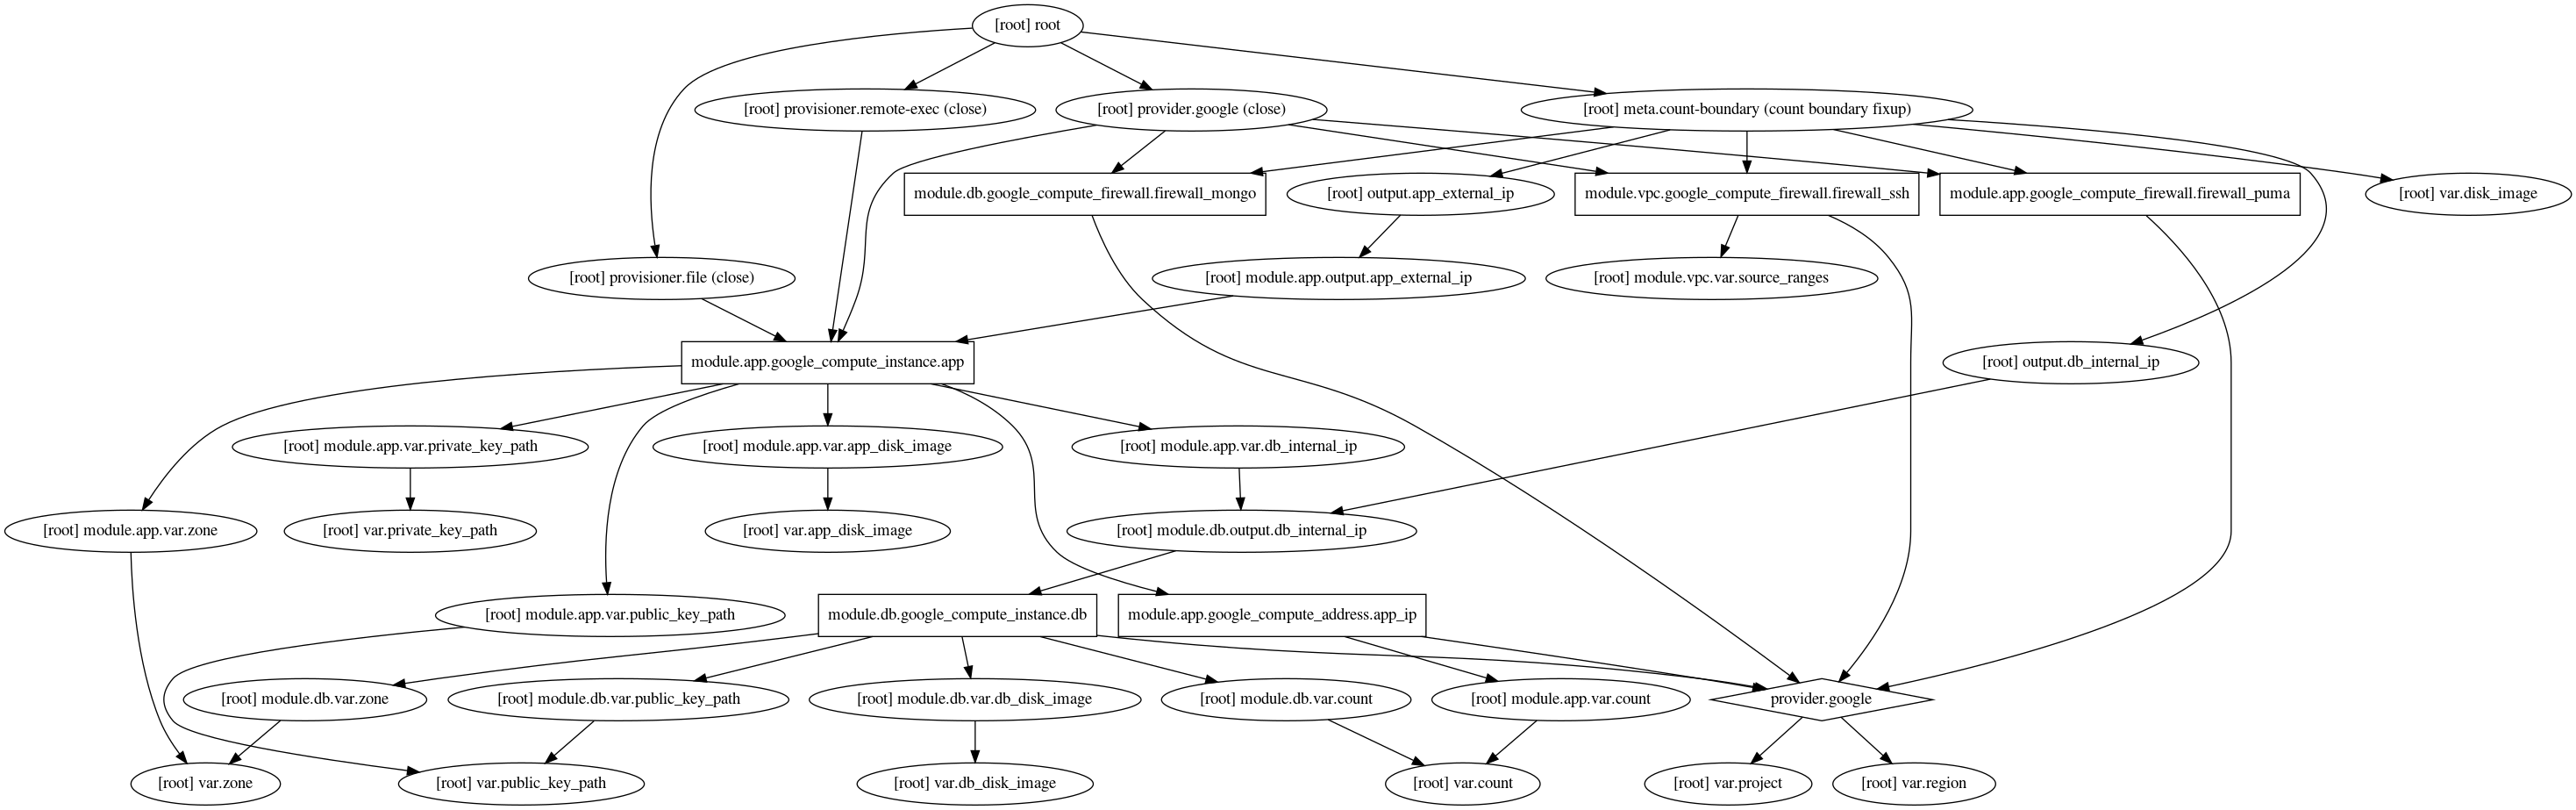 [root] root
[root] provisioner.remote-exec (close)
[root] provider.google (close)
[root] meta.count-boundary (count boundary fixup)
module.db.google_compute_firewall.firewall_mongo
[root] output.app_external_ip
module.vpc.google_compute_firewall.firewall_ssh
module.app.google_compute_firewall.firewall_puma
[root] var.disk_image
[root] provisioner.file (close)
[root] module.app.output.app_external_ip
[root] module.vpc.var.source_ranges
module.app.google_compute_instance.app
[root] output.db_internal_ip
[root] module.app.var.private_key_path
[root] module.app.var.app_disk_image
[root] module.app.var.db_internal_ip
[root] module.app.var.zone
[root] var.private_key_path
[root] var.app_disk_image
[root] module.db.output.db_internal_ip
[root] module.app.var.public_key_path
module.db.google_compute_instance.db
module.app.google_compute_address.app_ip
[root] module.db.var.zone
[root] module.db.var.public_key_path
[root] module.db.var.db_disk_image
[root] module.db.var.count
[root] module.app.var.count
provider.google
[root] var.zone
[root] var.public_key_path
[root] var.db_disk_image
[root] var.count
[root] var.project
[root] var.region